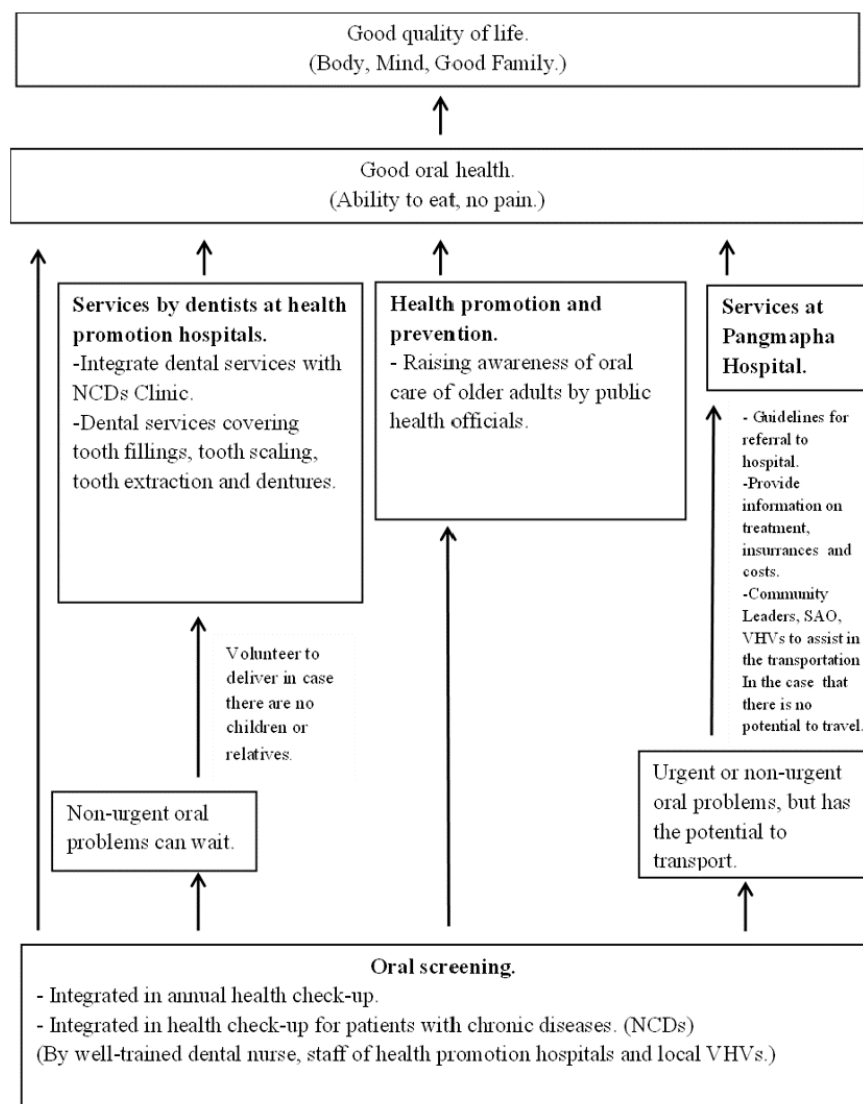 Good quality of life.
(Body, Mind, Good Family.)
Good oral health.
(Ability to eat, no pain.)
Services by dentists at health
promotion hospitals.
-Integrate dental services with
NCDs Clinic.
-Dental services covering
tooth fillings, tooth scaling,
tooth extraction and dentures.
Health promotion and
prevention.
- Raising awareness of oral
care of older adults by public
health officials.
Services at
Pangmapha
Hospital.
- Guidelines for
referral to
hospital.
-Provide
information on
treatment,
insurrances and
costs.
-Community
Leaders, SAO,
VHVs to assist in
the transportation
In the case that
there is no
potential to travel.
Volunteer to
deliver in case
there are no
children or
relatives.
Non-urgent oral
problems can wait.
Urgent or non-urgent
oral problems, but has
the potential to
transport.
Oral screening.
- Integrated in annual health check-up.
- Integrated in health check-up for patients with chronic diseases. (NCDs)
(By well-trained dental nurse, staff of health promotion hospitals and local VHVs.)